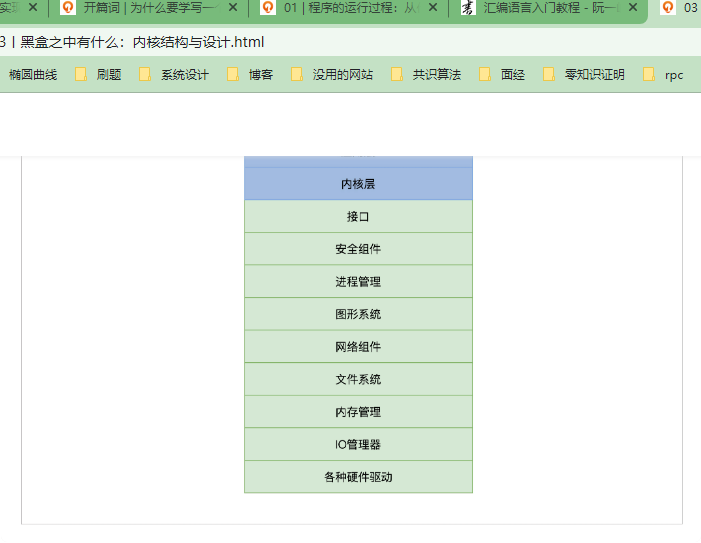 实现
开篇词 | 为什么要学写一个
01 | 程序的运行过程：从
汇编语言入门教程 - 阮一
03
3丨黑盒之中有什么：内核结构与设计.html
椭圆曲线 刷题 系统设计 博客 没用的网站 共识算法 面经 零知识证明 rpc
内核层
接口
安全组件
进程管理
图形系统
网络组件
文件系统
内存管理
IO管理器
各种硬件驱动